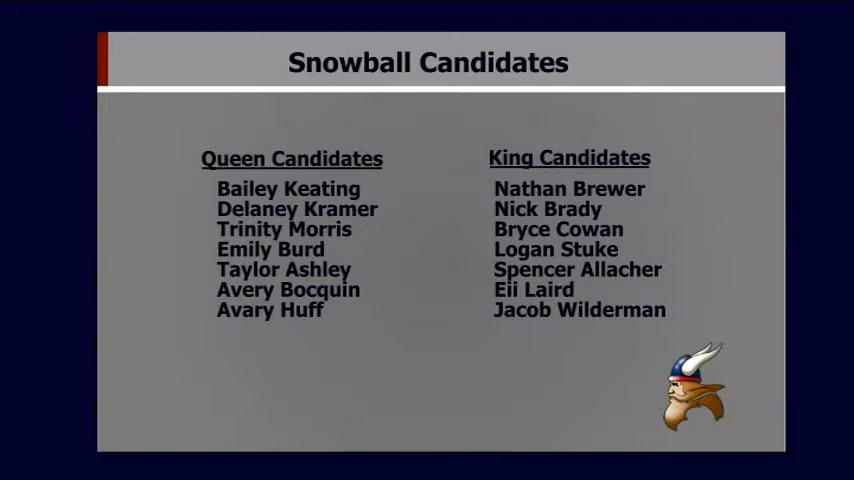 Snowball Candidates
Queen Candidates
Bailey Keating
Delaney Kramer
Trinity Morris
Emily Burd
Taylor Ashley
Avery Bocquin
Avary Huff
King Candidates
Nathan Brewer
Nick Brady
Bryce Cowan
Logan Stuke
Spencer Allacher
Eii Laird
Jacob Wilderman